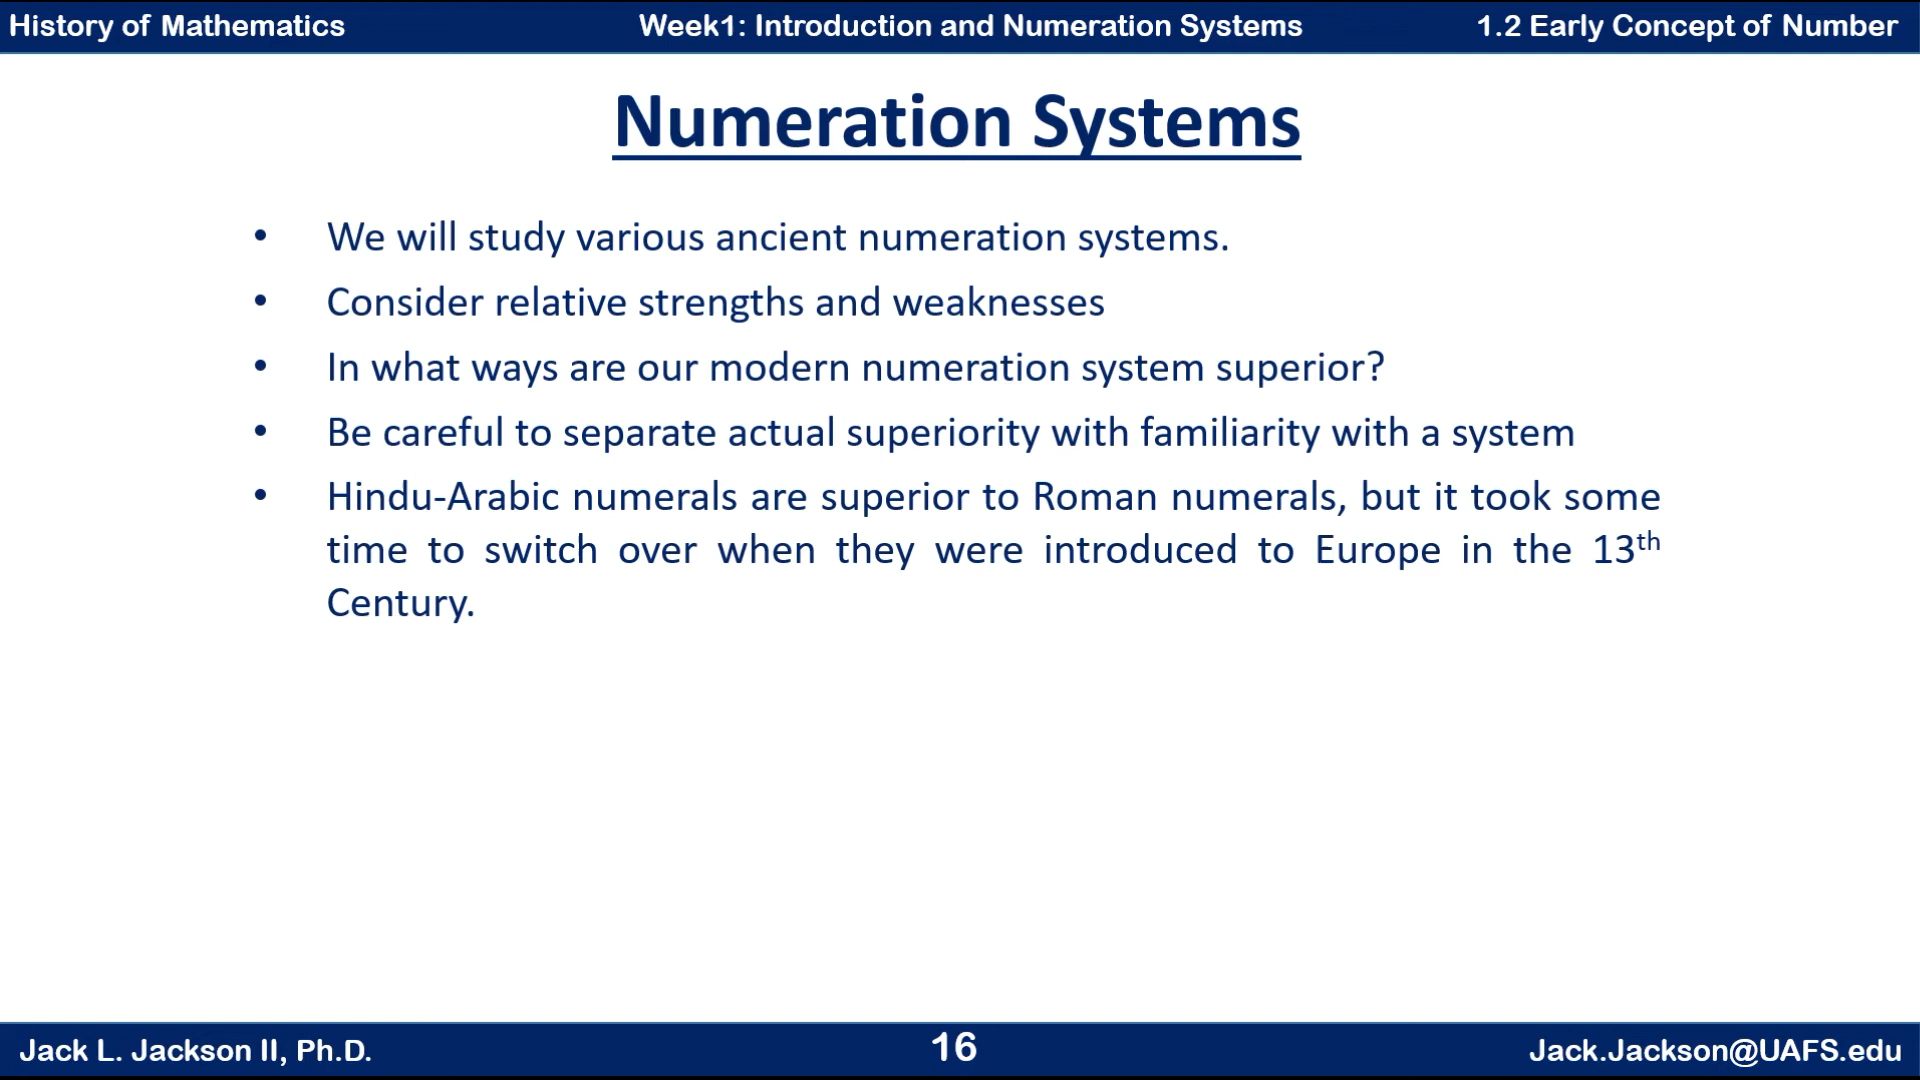 History of Mathematics Week1: Introduction and Numeration Systems 1.2 Early Concept of Number
Numeration Systems
• We will study various ancient numeration systems.
• Consider relative strengths and weaknesses
• In what ways are our modern numeration system superior?
• Be careful to separate actual superiority with familiarity with a system
• Hindu-Arabic numerals are superior to Roman numerals, but it took some
time to switch over when they were introduced to Europe in the 13th
Century.
Jack L. Jackson II, Ph.D. 16 Jack.Jackson@UAFS.edu